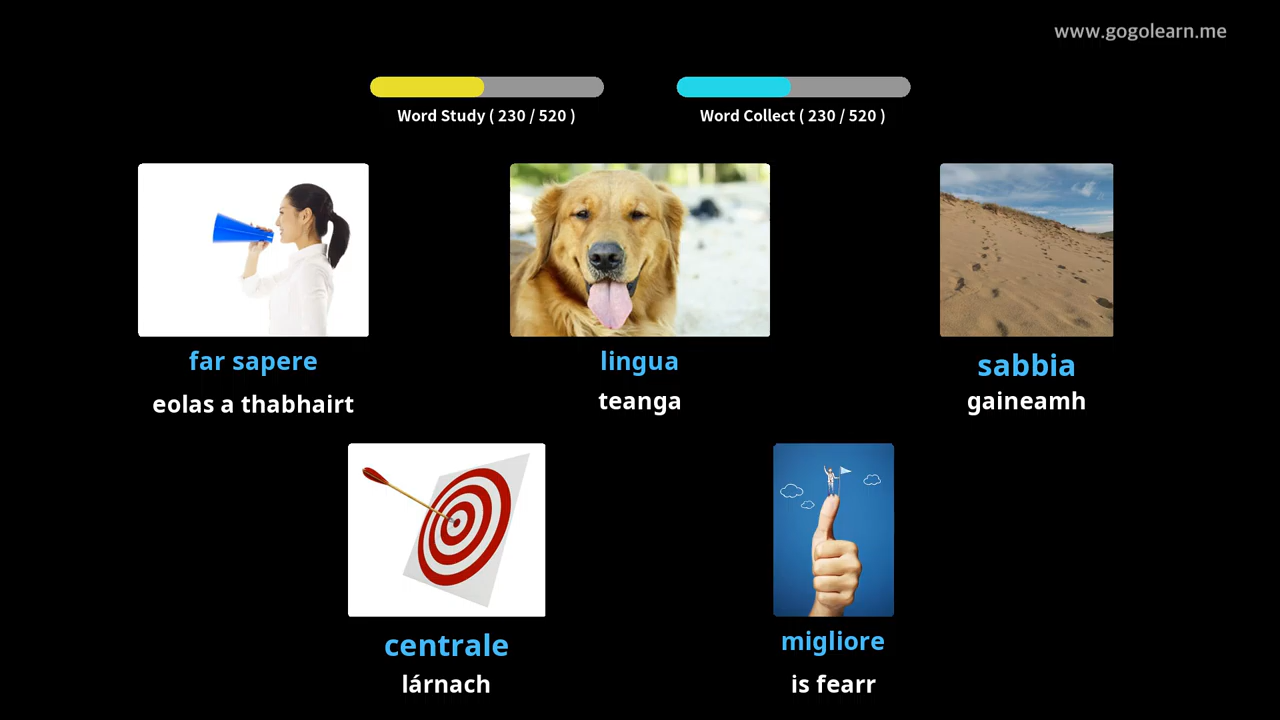 www.gogolearn.me
Word Study ( 230 / 520 )
Word Collect ( 230 / 520 )
far sapere
eolas a thabhairt
lingua
teanga
sabbia
gaineamh
centrale
lárnach
migliore
is fearr